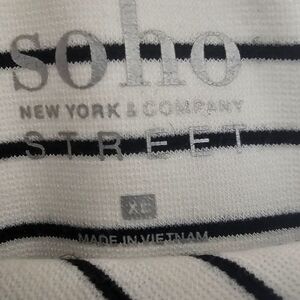 soho
NEW YORK & COMPANY
STREET
XL
MADE IN VIETNAM